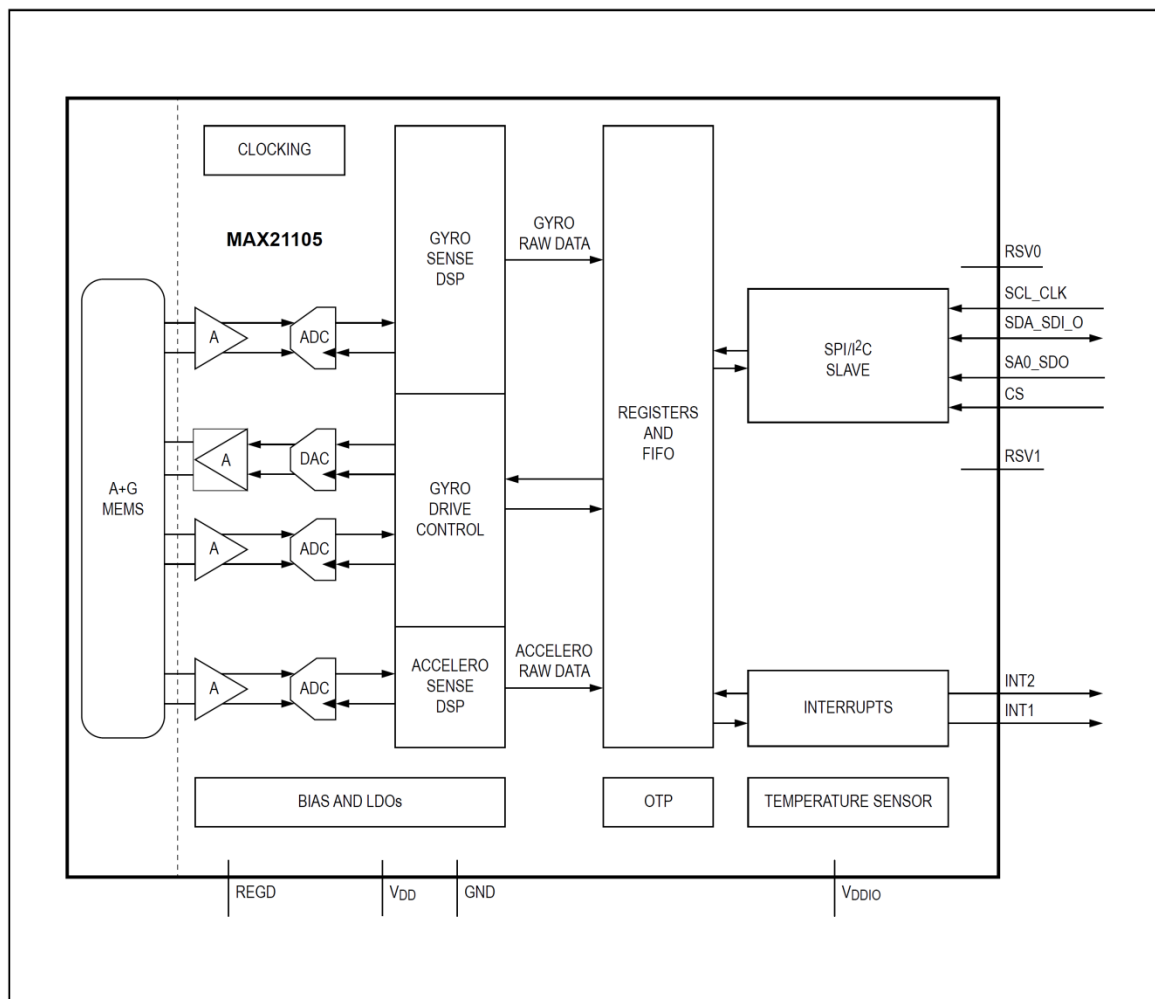 CLOCKING
MAX21105
A+G
MEMS
A
ADC
A
DAC
A
ADC
A
ADC
GYRO
SENSE
DSP
GYRO
DRIVE
CONTROL
ACCELERO
SENSE
DSP
GYRO
RAW DATA
ACCELERO
RAW DATA
REGISTERS
AND
FIFO
SPI/I²C
SLAVE
RSV0
SCL_CLK
SDA_SDI_O
SA0_SDO
CS
RSV1
INTERRUPTS
INT2
INT1
BIAS AND LDOs
OTP
TEMPERATURE SENSOR
REGD
VDD
GND
VDDIO